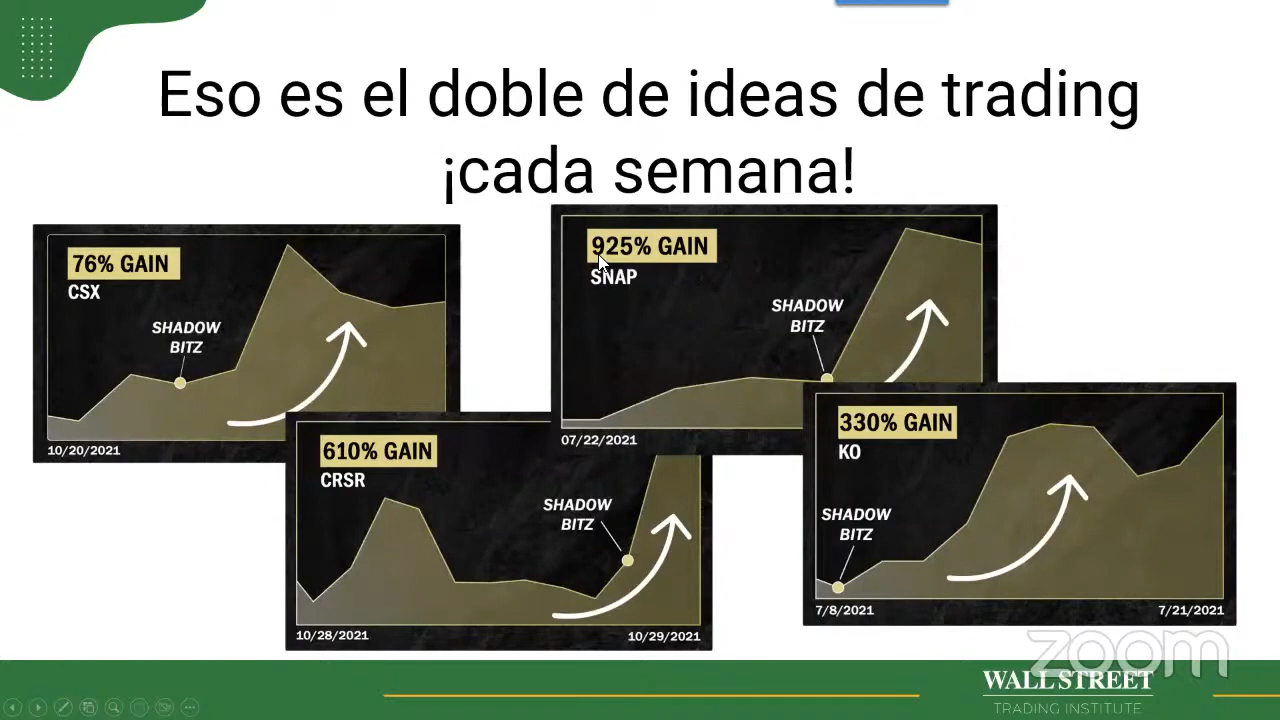 Eso es el doble de ideas de trading
¡cada semana!
76% GAIN
CSX
SHADOW
BITZ
10/20/2021
925% GAIN
SNAP
SHADOW
BITZ
07/22/2021
610% GAIN
CRSR
SHADOW
BITZ
10/28/2021
10/29/2021
330% GAIN
KO
SHADOW
BITZ
7/8/2021
7/21/2021
zoom
WALL STREET
TRADING INSTITUTE